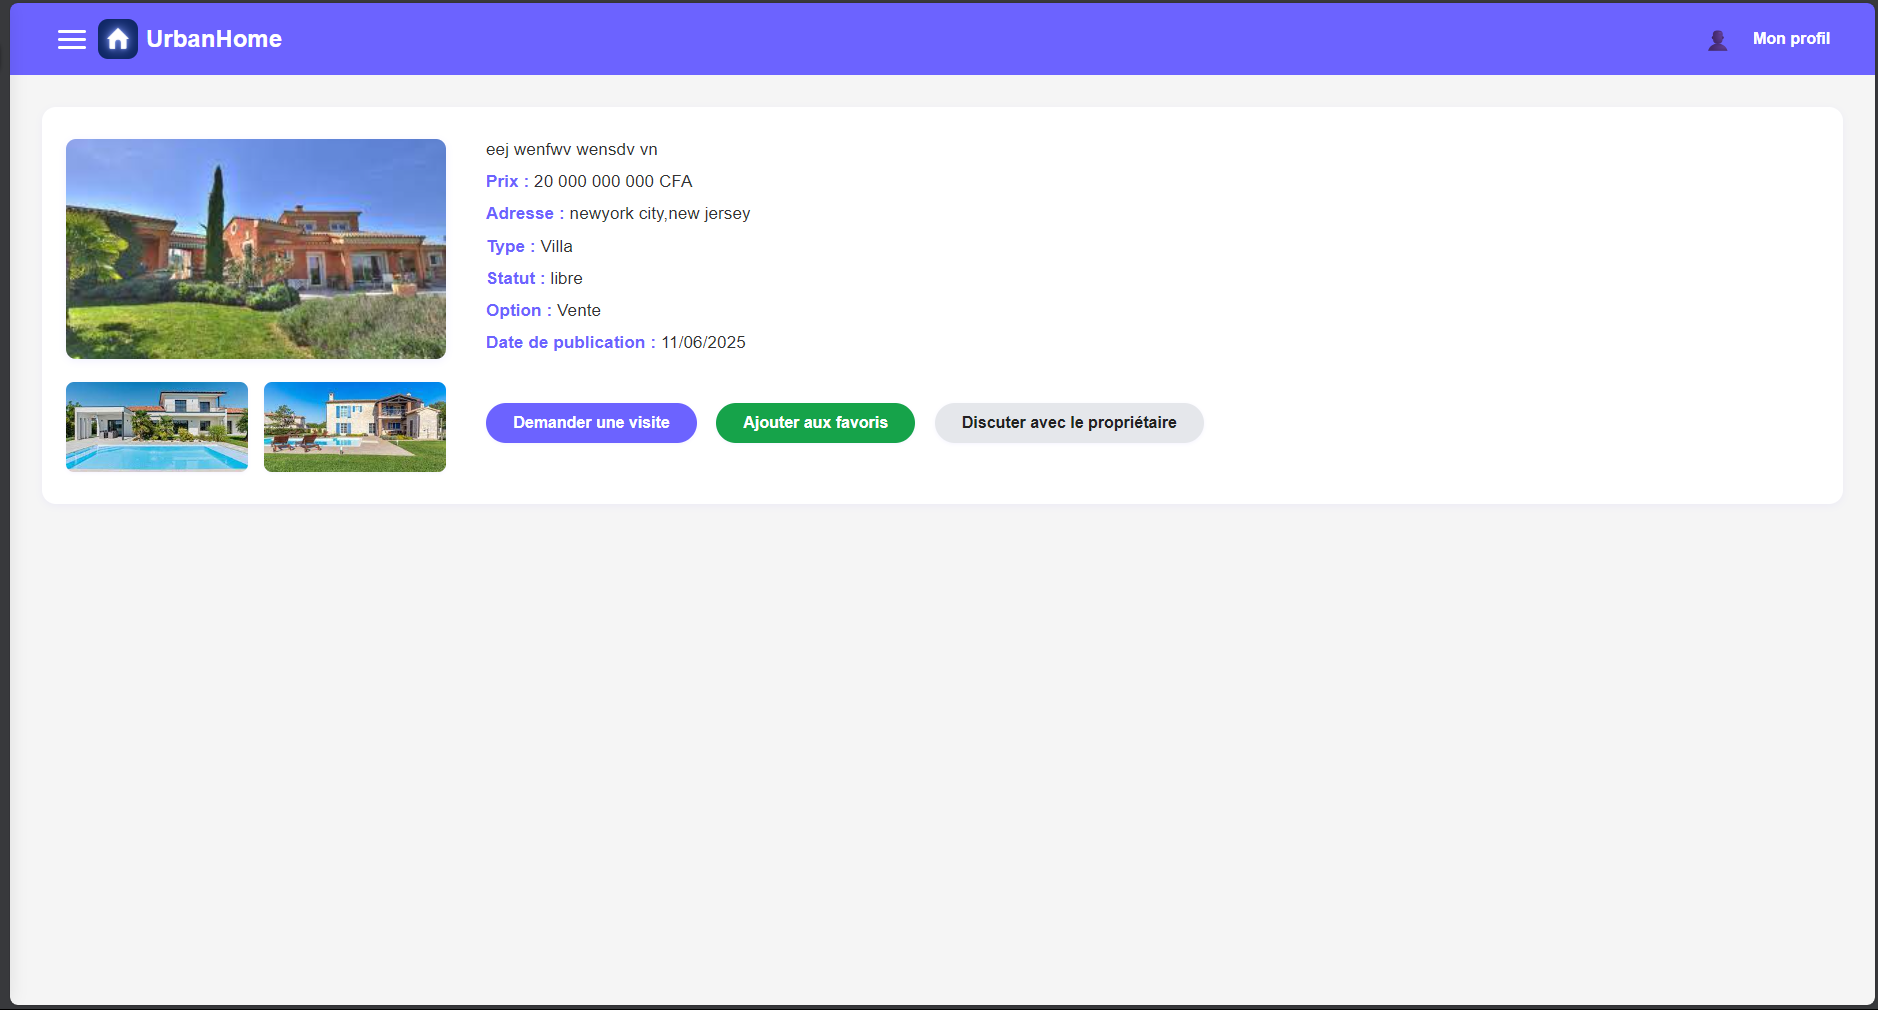 UrbanHome
Mon profil
eej wenfwv wensdv vn
Prix : 20 000 000 000 CFA
Adresse : newyork city,new jersey
Type : Villa
Statut : libre
Option : Vente
Date de publication : 11/06/2025
Demander une visite
Ajouter aux favoris
Discuter avec le propriétaire